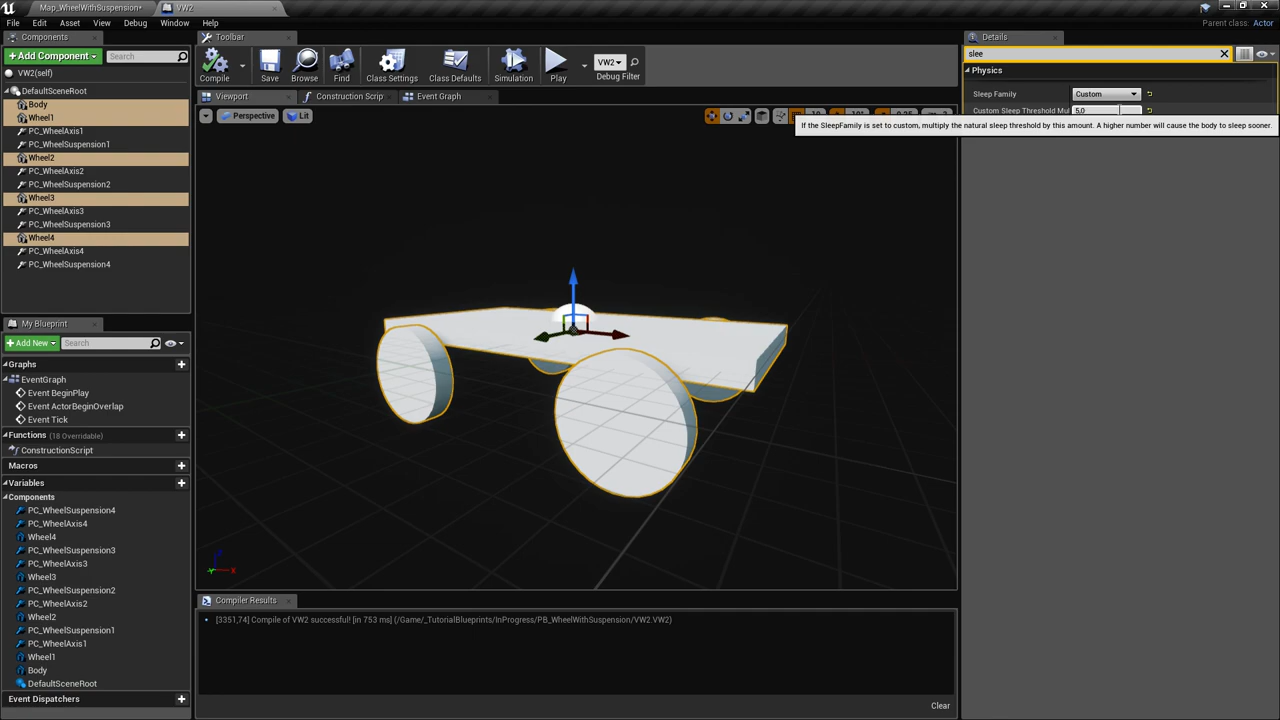 Map_WheelWithSuspension*
VW2
File Edit Asset View Debug Window Help
Parent class: Actor
Components
Add Component
Search
VW2(self)
DefaultSceneRoot
Body
Wheel1
PC_WheelAxis1
PC_WheelSuspension1
Wheel2
PC_WheelAxis2
PC_WheelSuspension2
Wheel3
PC_WheelAxis3
PC_WheelSuspension3
Wheel4
PC_WheelAxis4
PC_WheelSuspension4
My Blueprint
Add New
Search
Graphs
EventGraph
Event BeginPlay
Event ActorBeginOverlap
Event Tick
Functions (18 Overridable)
ConstructionScript
Macros
Variables
Components
PC_WheelSuspension4
PC_WheelAxis4
Wheel4
PC_WheelSuspension3
PC_WheelAxis3
Wheel3
PC_WheelSuspension2
PC_WheelAxis2
Wheel2
PC_WheelSuspension1
PC_WheelAxis1
Wheel1
Body
DefaultSceneRoot
Event Dispatchers
Toolbar
Compile
Save
Browse
Find
Class Settings
Class Defaults
Simulation
Play
VW2
Debug Filter
Viewport
Construction Scrip
Event Graph
Perspective
Lit
X
Compiler Results
[3351,74] Compile of VW2 successful! [in 753 ms] (/Game/_TutorialBlueprints/InProgress/PB_WheelWithSuspension/VW2.VW2)
Clear
Details
slee
Physics
Sleep Family
Custom
Custom Sleep Threshold Mul
5.0
If the SleepFamily is set to custom, multiply the natural sleep threshold by this amount. A higher number will cause the body to sleep sooner.